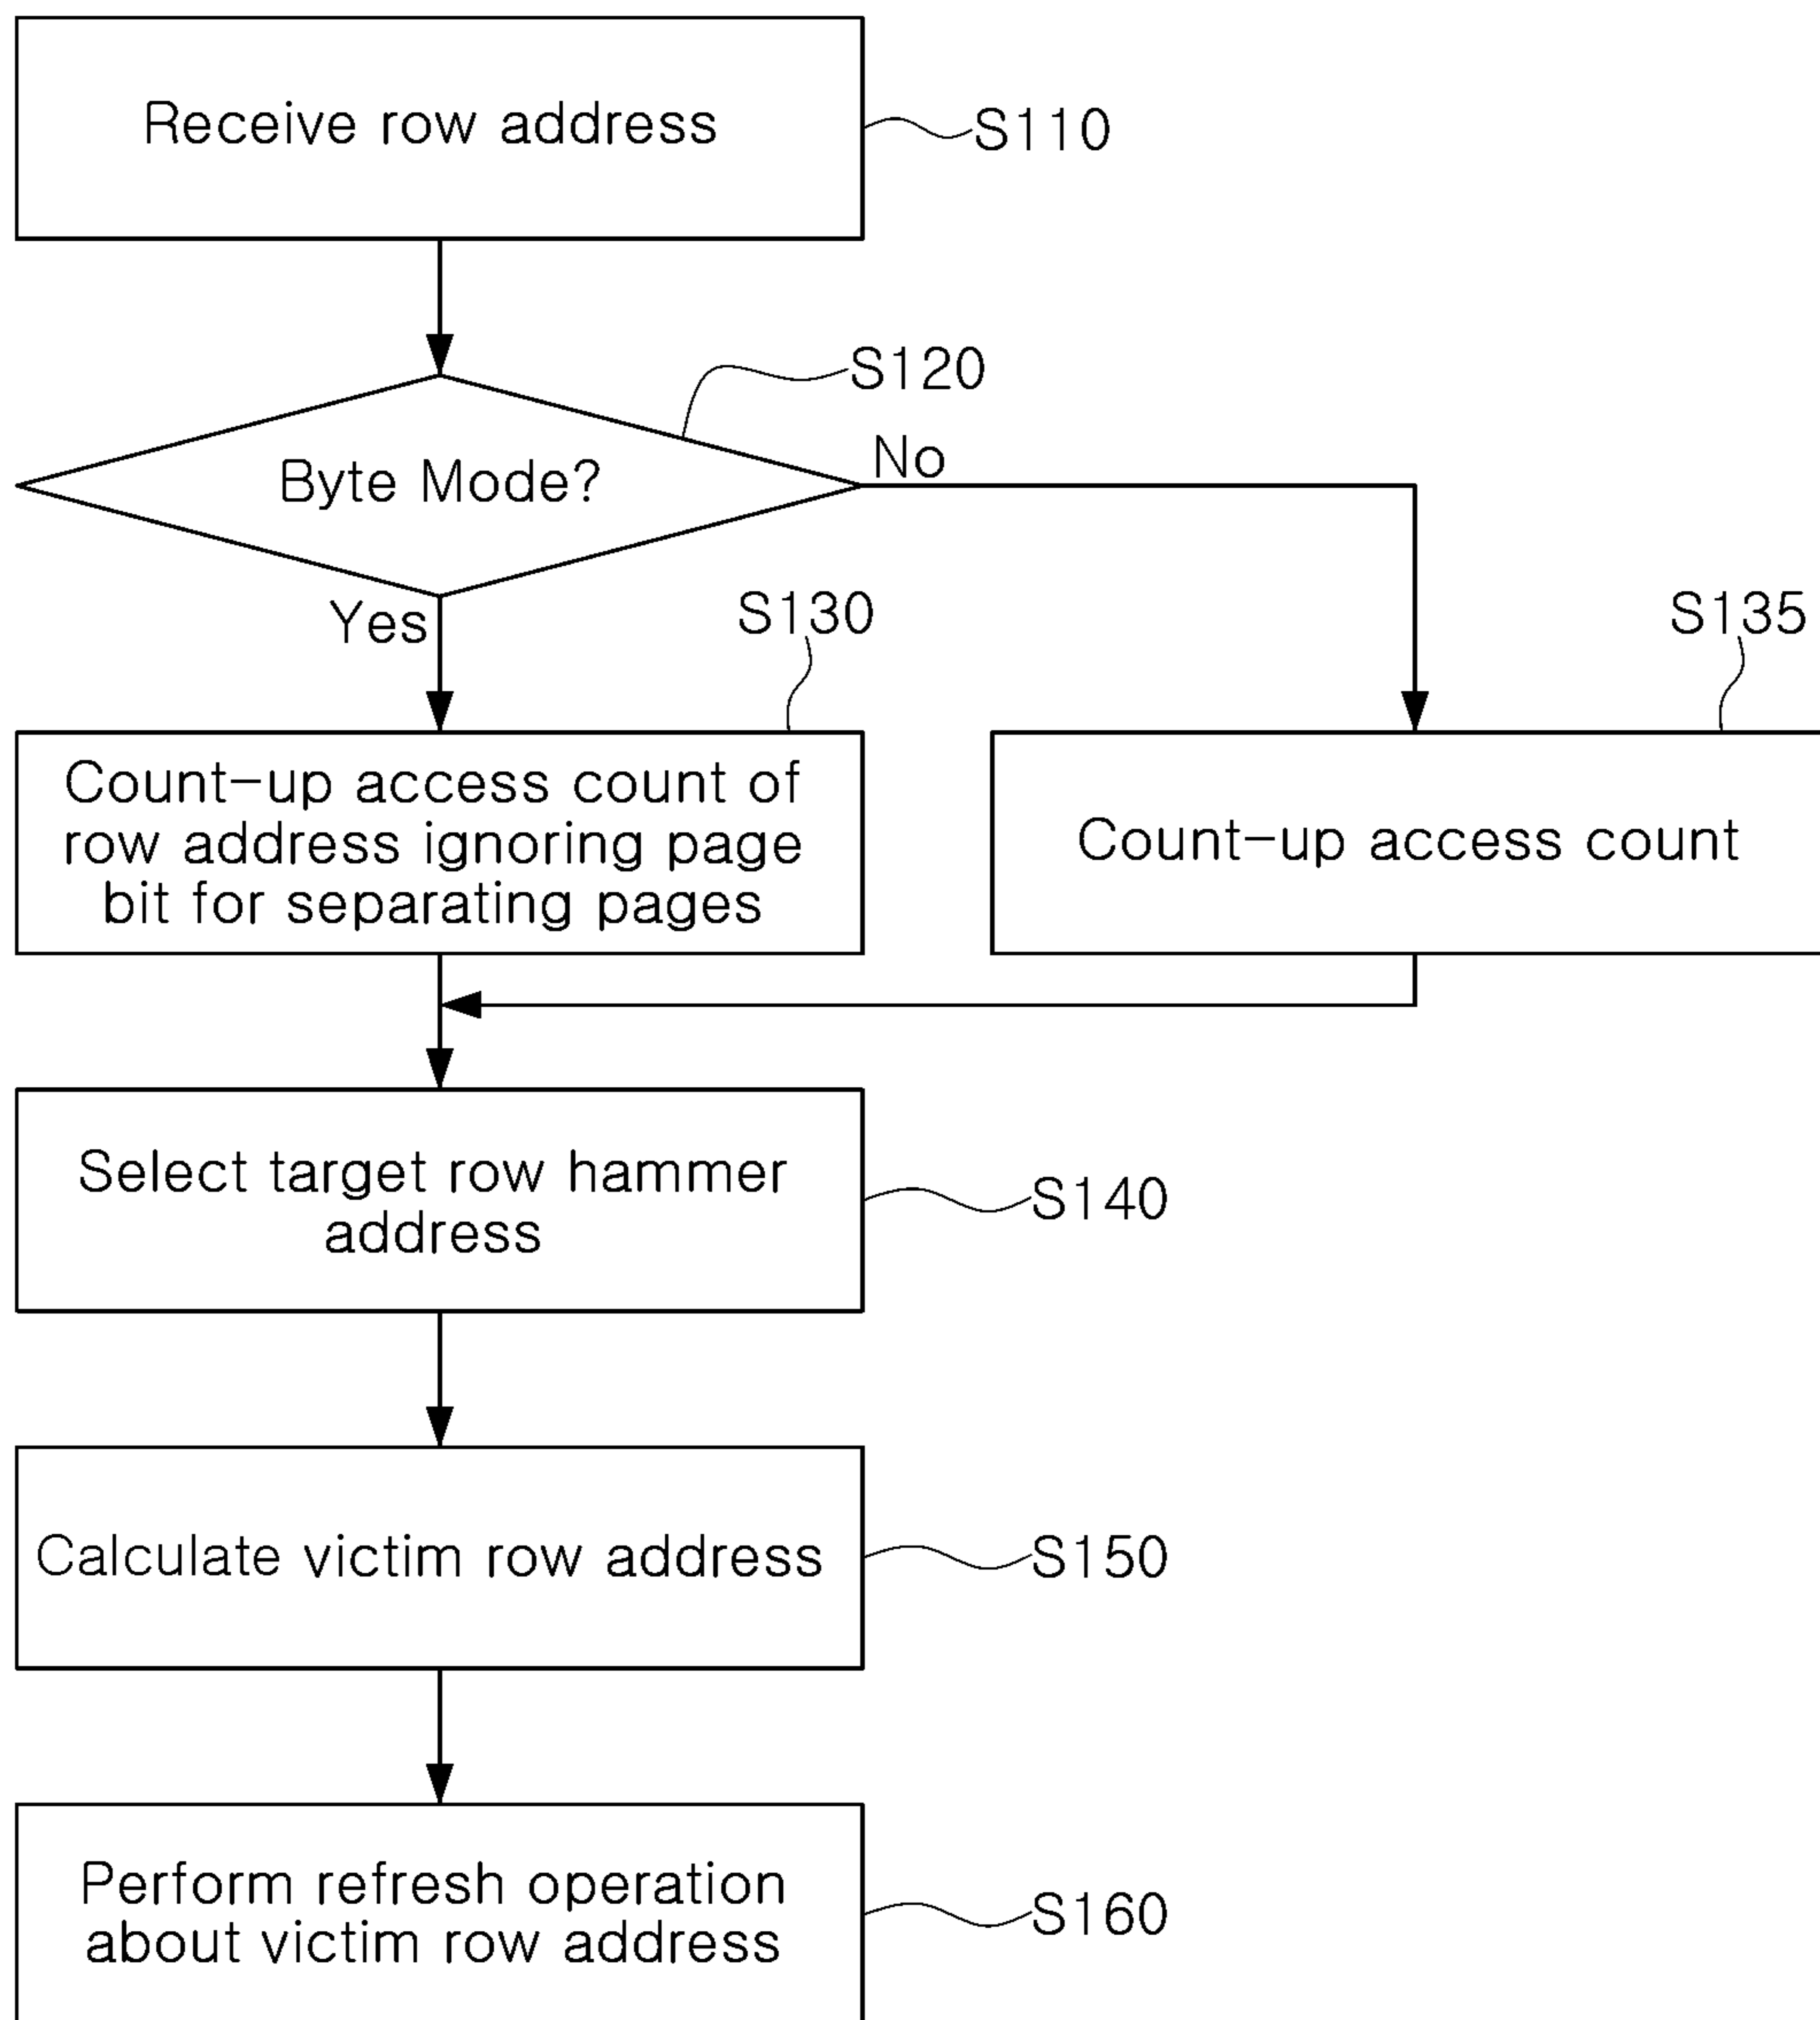 Receive row address
S110
S120
Byte Mode?
No
Yes
S130
S135
Count-up access count of
row address ignoring page
bit for separating pages
Count-up access count
Select target row hammer
address
S140
Calculate victim row address
S150
Perform refresh operation
about victim row address
S160